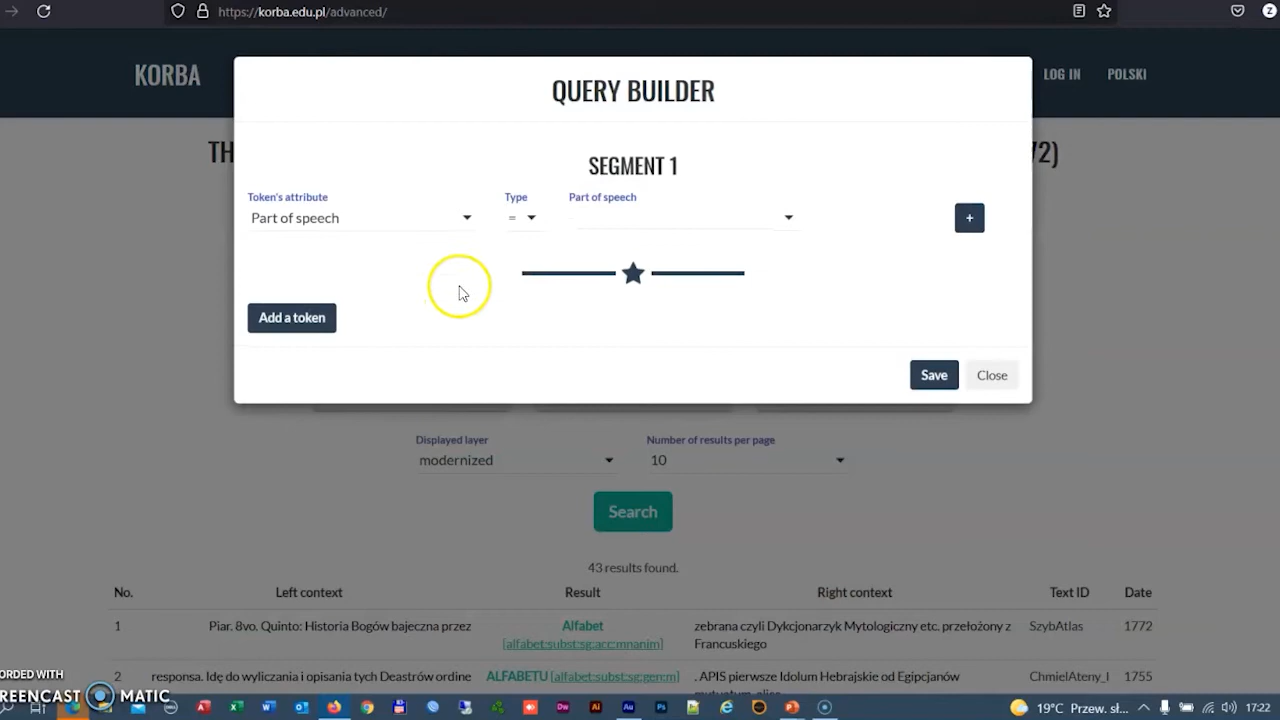 https://korba.edu.pl/advanced/
Z
KORBA
LOG IN
POLSKI
QUERY BUILDER
TH
72)
SEGMENT 1
Token's attribute
Type
Part of speech
Part of speech
=
+
Add a token
Save
Close
Displayed layer
Number of results per page
modernized
10
Search
43 results found.
No.
Left context
Result
Right context
Text ID
Date
1
Piar. 8vo. Quinto: Historia Bogów bajeczna przez
Alfabet
[alfabet:subst:sg:acc:mnanim]
zebrana czyli Dykcjonarzyk Mytologiczny etc. przełożony z
Francuskiego
SzybAtlas
1772
2
responsa. Idę do wyliczania i opisania tych Deastrów ordine
ALFABETU [alfabet:subst:sg:gen:m]
. APIS pierwsze Idolum Hebrajskie od Egipcjanów
ChmielAteny_I
1755
ORDED WITH
REENCAST MATIC
19°C Przew. sł...
17:22